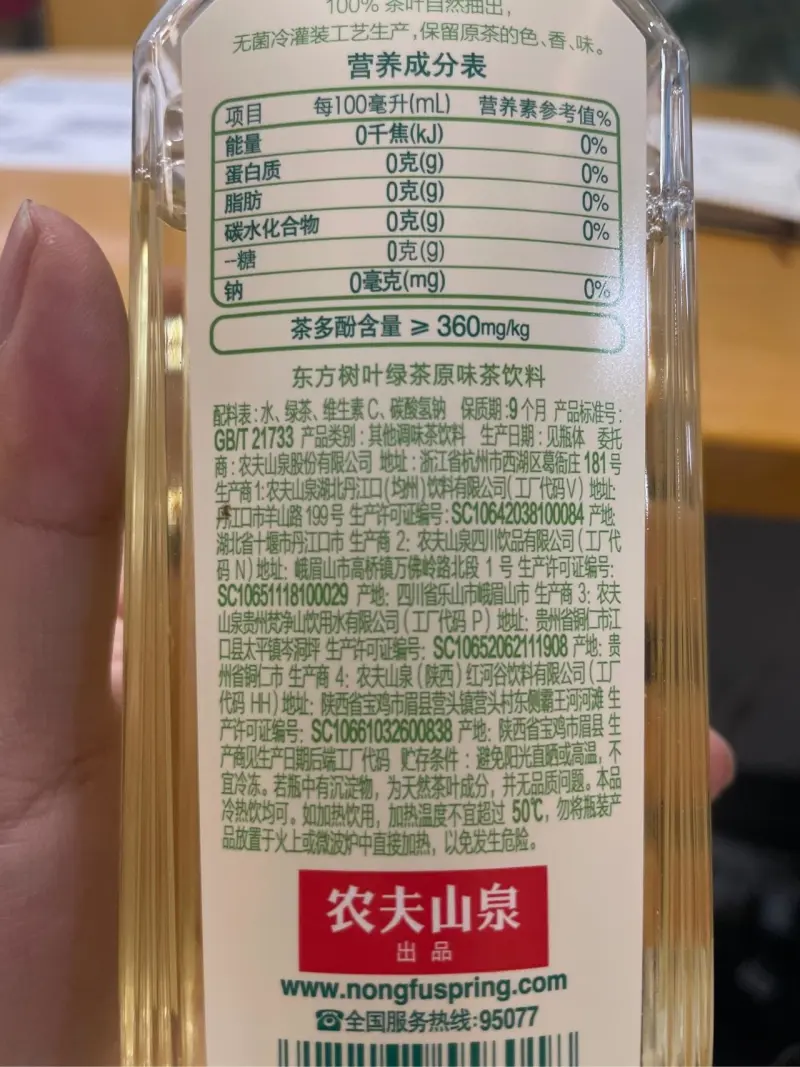 100% 茶叶自然抽出,
无菌冷灌装工艺生产,保留原茶的色、香、味。
营养成分表
项目 每100毫升(mL) 营养素参考值%
能量 0千焦(kJ) 0%
蛋白质 0克(g) 0%
脂肪 0克(g) 0%
碳水化合物 0克(g) 0%
--糖 0克(g)
钠 0毫克(mg) 0%
茶多酚含量 ≥ 360mg/kg
东方树叶绿茶原味茶饮料
配料表:水、绿茶、维生素C、碳酸氢钠 保质期:9个月 产品标准号:
GB/T 21733 产品类别:其他调味茶饮料 生产日期:见瓶体 委托
商:农夫山泉股份有限公司 地址:浙江省杭州市西湖区葛衙庄181号
生产商1:农夫山泉湖北丹江口(均州)饮料有限公司(工厂代码V) 地址:
丹江口市羊山路199号 生产许可证编号:SC10642038100084 产地:
湖北省十堰市丹江口市 生产商 2: 农夫山泉四川饮品有限公司(工厂代
码 N)地址: 峨眉山市高桥镇万佛岭路北段 1 号 生产许可证编号:
SC10651118100029 产地: 四川省乐山市峨眉山市 生产商 3: 农夫
山泉贵州梵净山饮用水有限公司(工厂代码 P) 地址: 贵州省铜仁市江
口县太平镇岑洞坪 生产许可证编号: SC10652062111908 产地: 贵
州省铜仁市 生产商 4: 农夫山泉(陕西)红河谷饮料有限公司(工厂
代码 HH)地址: 陕西省宝鸡市眉县营头镇营头村东侧霸王河河滩 生
产许可证编号: SC10661032600838 产地: 陕西省宝鸡市眉县 生
产商见生产日期后端工厂代码 贮存条件: 避免阳光直晒或高温, 不
宜冷冻。若瓶中有沉淀物, 为天然茶叶成分, 并无品质问题。本品
冷热饮均可。如加热饮用, 加热温度不宜超过 50℃, 勿将瓶装产
品放置于火上或微波炉中直接加热, 以免发生危险。
农夫山泉
出品
www.nongfuspring.com
☎全国服务热线:95077